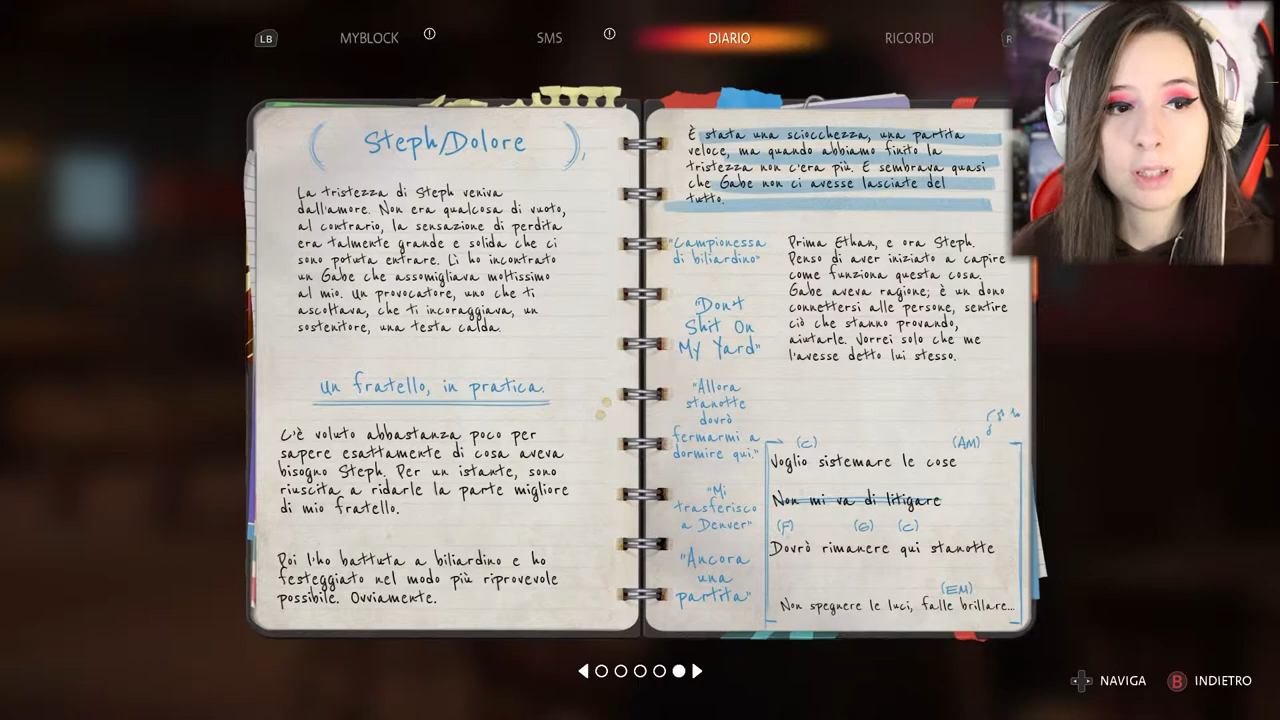 LB
MYBLOCK
SMS
DIARIO
RICORDI
R
(Steph/Dolore)
La tristezza di Steph veniva
dall'amore. Non era qualcosa di vuoto,
al contrario, la sensazione di perdita
era talmente grande e solida che ci
sono potuta entrare. Lì ho incontrato
un Gabe che assomigliava moltissimo
al mio. Un provocatore, uno che ti
ascoltava, che ti incoraggiava, un
sostenitore, una testa calda.
Un fratello, in pratica.
C'è voluto abbastanza poco per
sapere esattamente di cosa aveva
bisogno Steph. Per un istante, sono
riuscita a ridarle la parte migliore
di mio fratello.
Poi l'ho battuta a biliardino e ho
festeggiato nel modo più riprovevole
possibile. Ovviamente.
È stata una sciocchezza, una partita
veloce, ma quando abbiamo finito la
tristezza non c'era più. E sembrava quasi
che Gabe non ci avesse lasciate del
tutto.
"Campionessa
di biliardino"
"Don't
Shit On
My Yard"
"Allora
stanotte
dovrò
fermarmi a
dormire qui."
"Mi
trasferisco
a Denver"
"Ancora
una
partita"
Prima Ethan, e ora Steph.
Penso di aver iniziato a capire
come funziona questa cosa.
Gabe aveva ragione; è un dono
connettersi alle persone, sentire
ciò che stanno provando,
aiutarle. Vorrei solo che me
l'avesse detto lui stesso.
(C) (AM)
Voglio sistemare le cose
Non mi va di litigare
(F) (G) (C)
Dovrò rimanere qui stanotte
(EM)
Non spegnere le luci, falle brillare...
NAVIGA
B INDIETRO